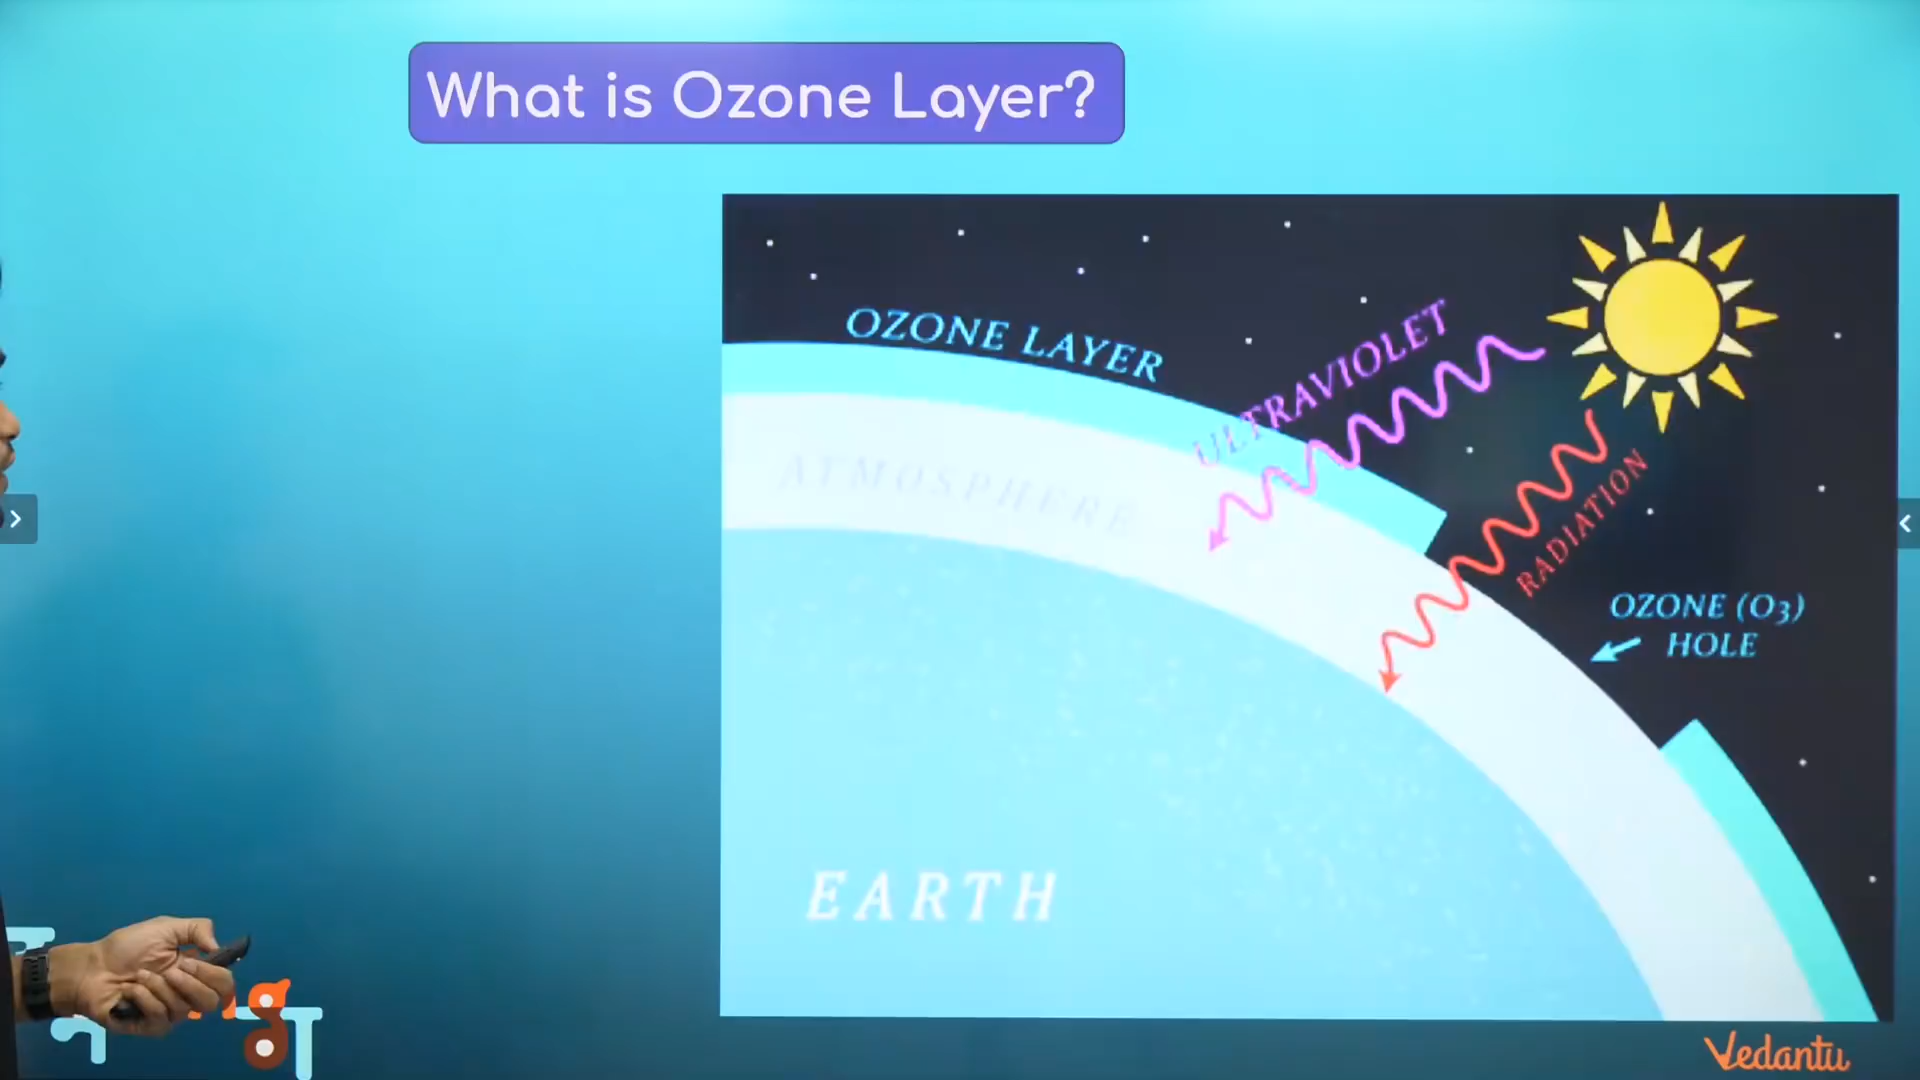 What is Ozone Layer?
OZONE LAYER
ULTRAVIOLET
ATMOSPHERE
RADIATION
OZONE (O3)
HOLE
EARTH
Vedantu